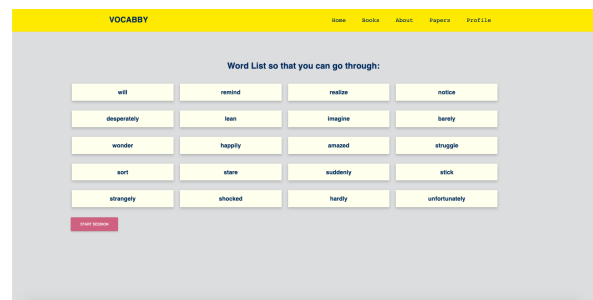 VOCABBY Home Books About Papers Profile
Word List so that you can go through:
will remind realize notice
desperately lean imagine barely
wonder happily amazed struggle
sort stare suddenly stick
strangely shocked hardly unfortunately
START SESSION